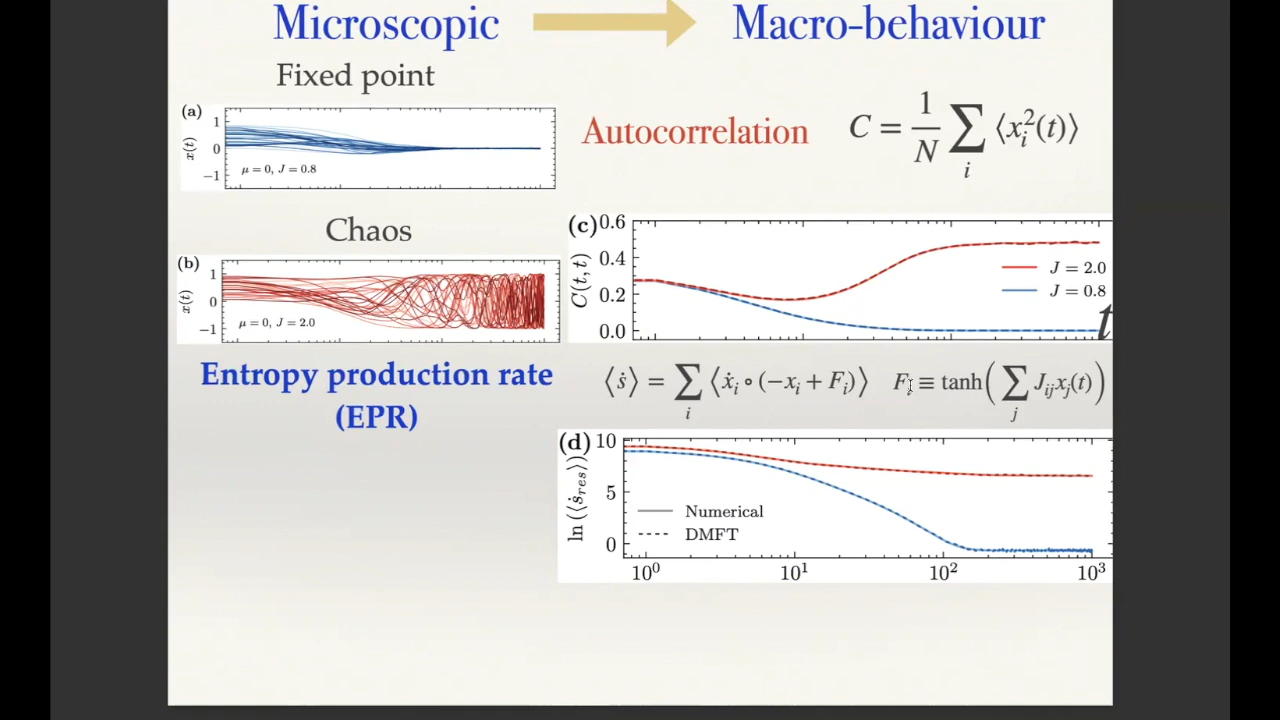 Microscopic
Macro-behaviour
Fixed point
(a)
1
0
−1
x(t)
μ = 0, J = 0.8
Autocorrelation
C = 1/N ∑_i ⟨x_i^2(t)⟩
Chaos
(b)
1
0
−1
x(t)
μ = 0, J = 2.0
(c)
0.6
0.4
0.2
0.0
C(t, t)
J = 2.0
J = 0.8
t
Entropy production rate
(EPR)
⟨ṡ⟩ = ∑_i ⟨ẋ_i ∘ (−x_i + F_i)⟩ F_i ≡ tanh(∑_j J_ij x_j(t))
(d)
10
5
0
ln (⟨ṡ_res⟩)
Numerical
DMFT
10^0 10^1 10^2 10^3